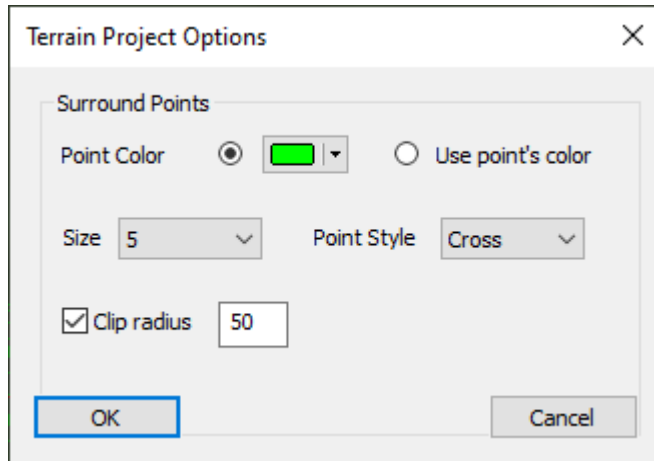 Terrain Project Options
Surround Points
Point Color Use point's color
Size 5 Point Style Cross
Clip radius 50
OK Cancel